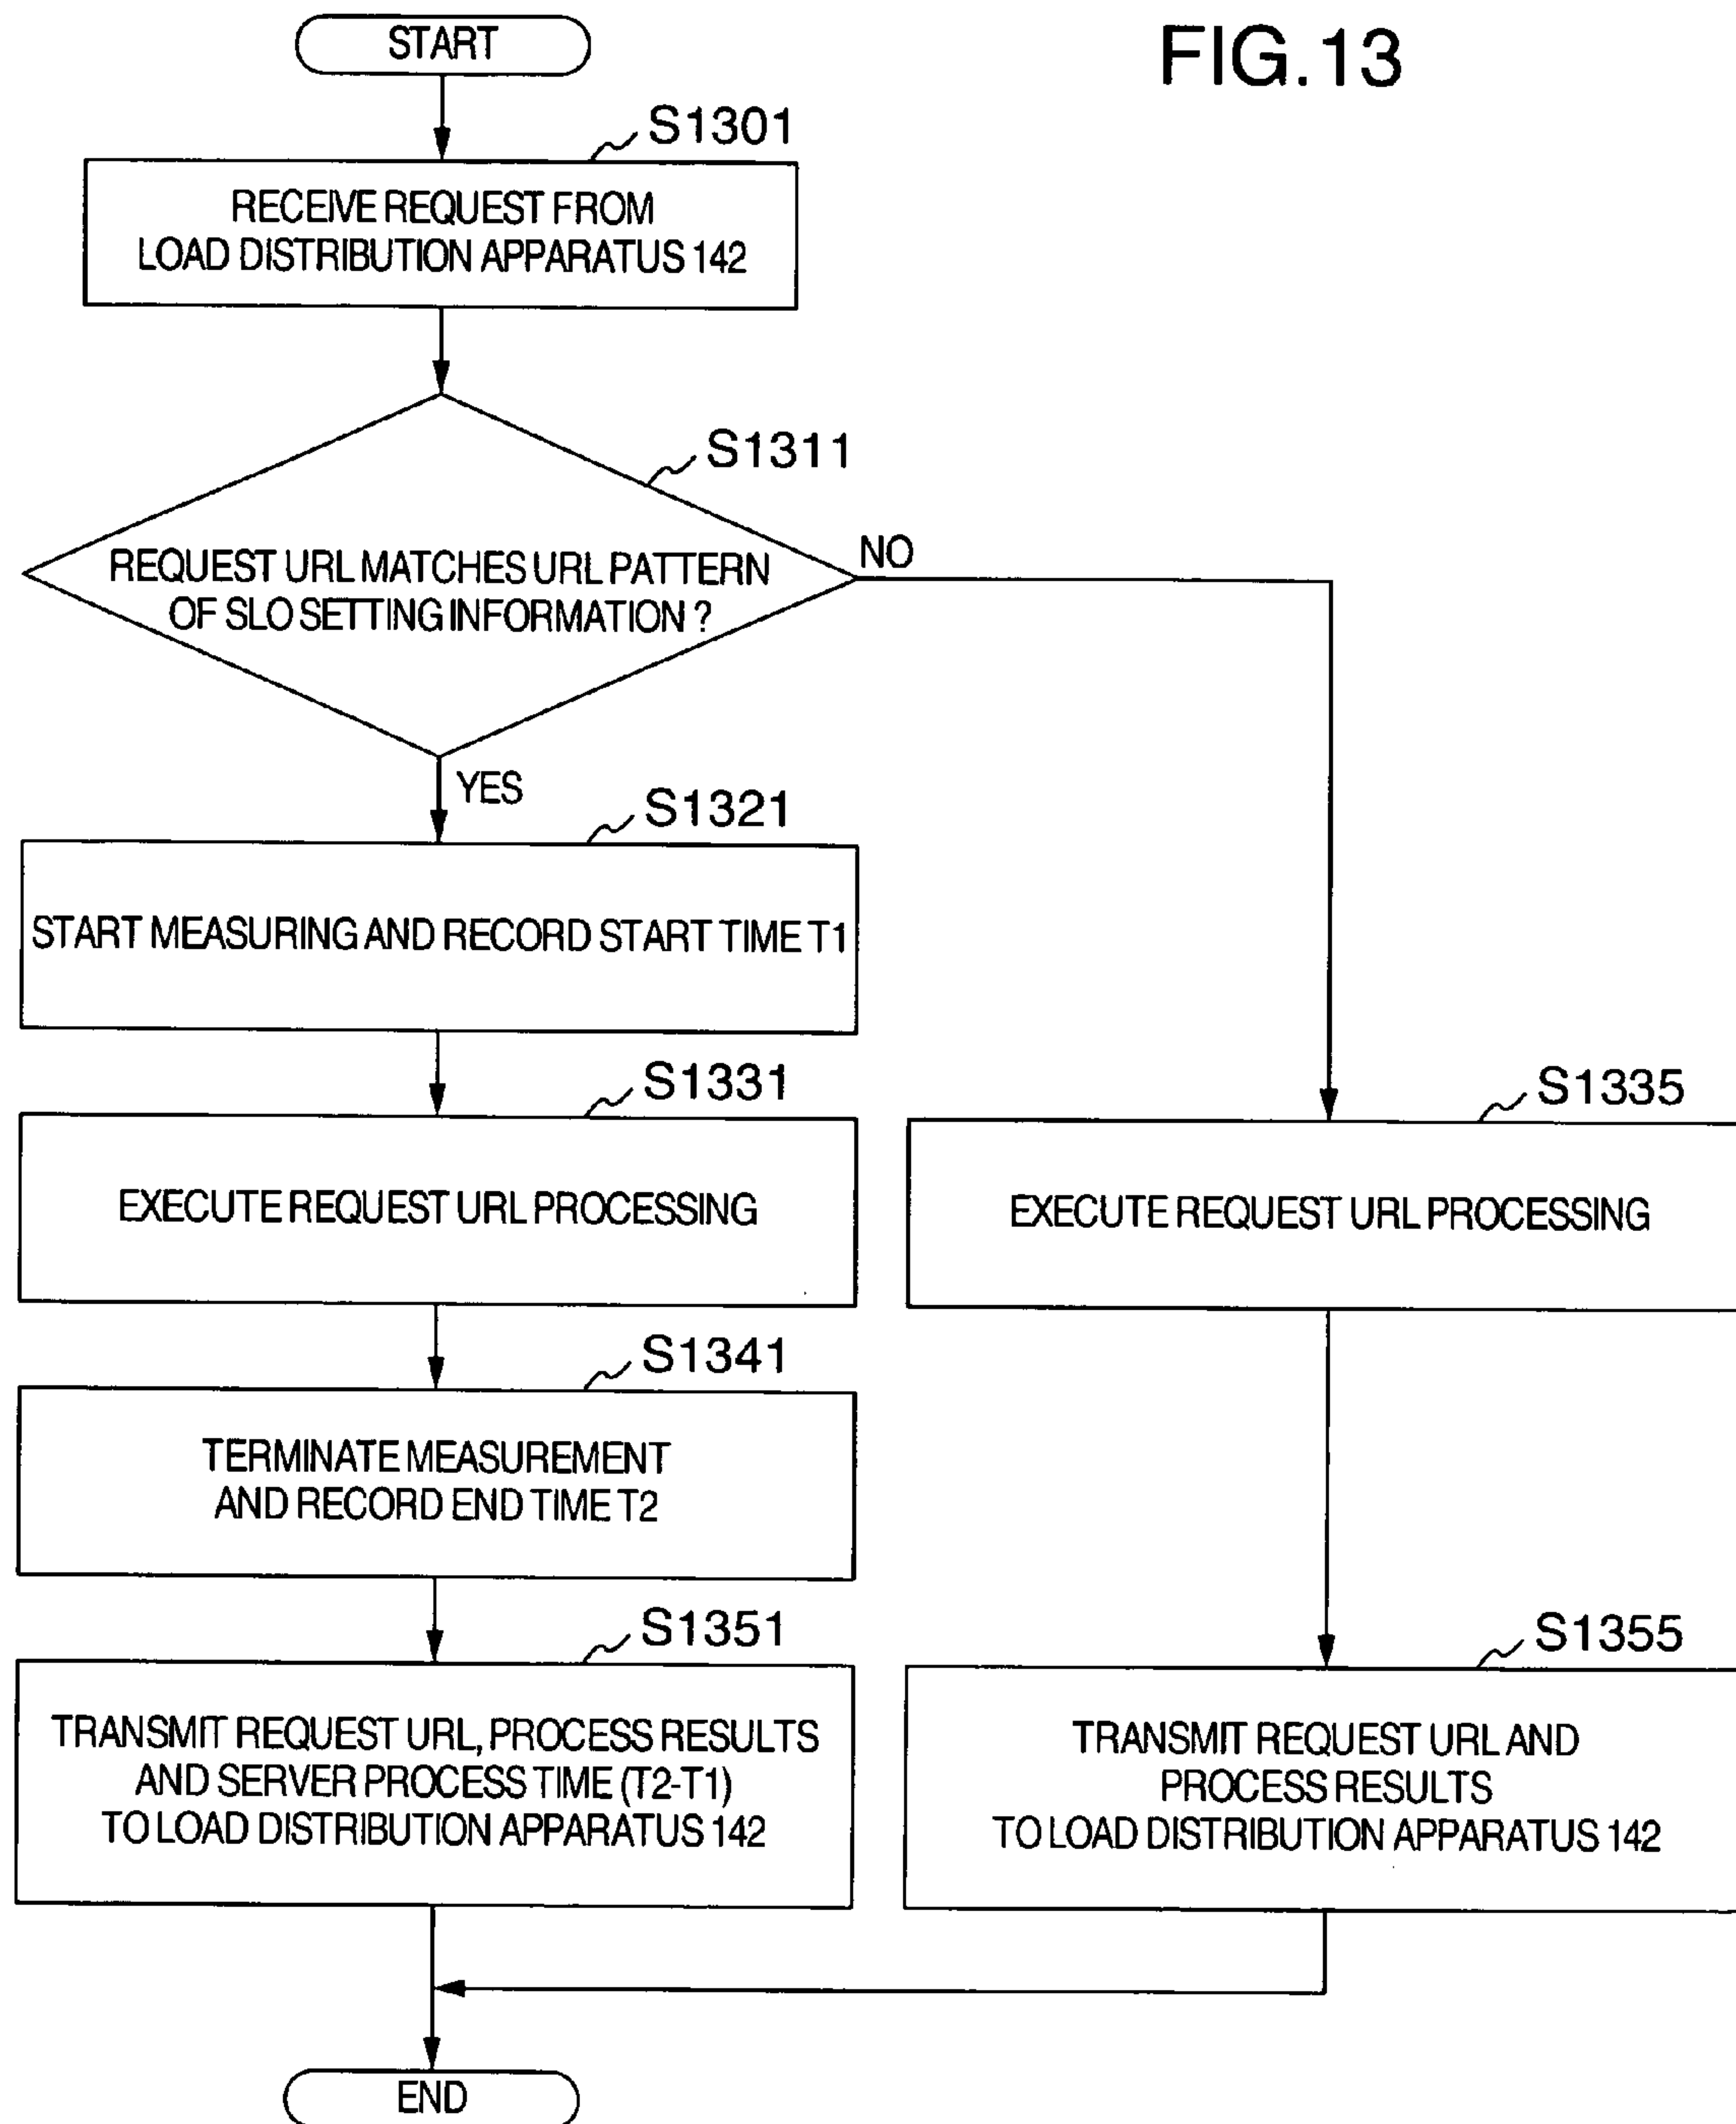 FIG.13
START
S1301
RECEIVE REQUEST FROM
LOAD DISTRIBUTION APPARATUS 142
S1311
REQUEST URL MATCHES URL PATTERN
OF SLO SETTING INFORMATION ?
NO
YES
S1321
START MEASURING AND RECORD START TIME T1
S1331
EXECUTE REQUEST URL PROCESSING
S1335
EXECUTE REQUEST URL PROCESSING
S1341
TERMINATE MEASUREMENT
AND RECORD END TIME T2
S1351
TRANSMIT REQUEST URL, PROCESS RESULTS
AND SERVER PROCESS TIME (T2-T1)
TO LOAD DISTRIBUTION APPARATUS 142
S1355
TRANSMIT REQUEST URL AND
PROCESS RESULTS
TO LOAD DISTRIBUTION APPARATUS 142
END